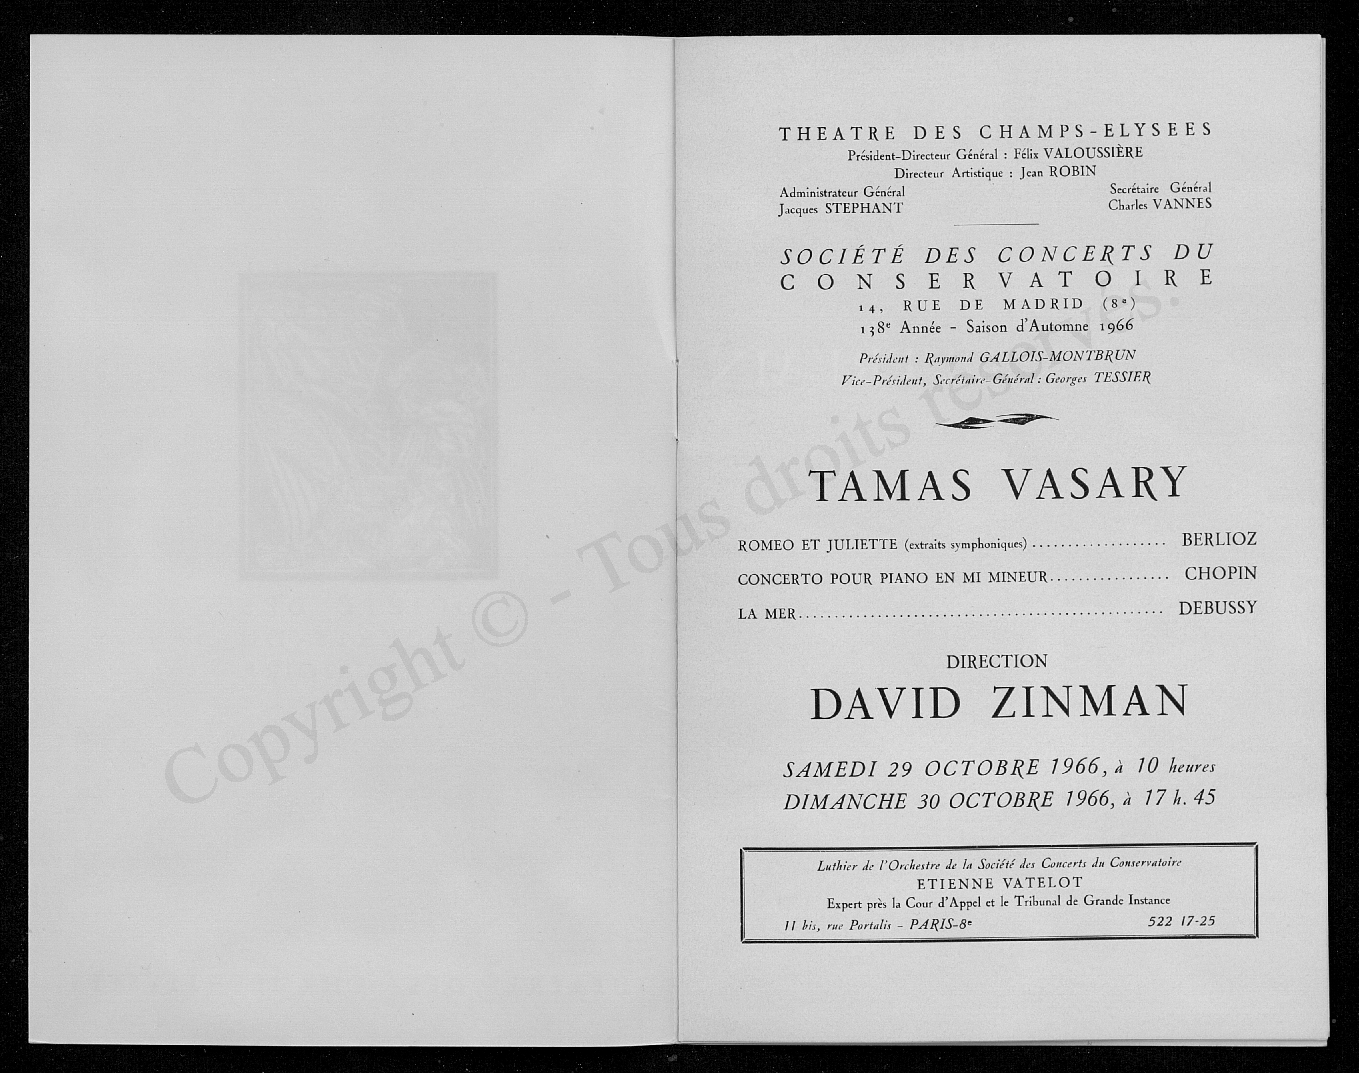 THEATRE DES CHAMPS-ELYSEES
Président-Directeur Général : Félix VALOUSSIÈRE
Directeur Artistique : Jean ROBIN
Administrateur Général
Jacques STEPHANT
Secrétaire Général
Charles VANNES
SOCIÉTÉ DES CONCERTS DU
CONSERVATOIRE
14, RUE DE MADRID (8e)
138e Année - Saison d'Automne 1966
Président : Raymond GALLOIS-MONTBRUN
Vice-Président, Secrétaire-Général : Georges TESSIER
TAMAS VASARY
ROMEO ET JULIETTE (extraits symphoniques) ................... BERLIOZ
CONCERTO POUR PIANO EN MI MINEUR................. CHOPIN
LA MER.................................................. DEBUSSY
DIRECTION
DAVID ZINMAN
SAMEDI 29 OCTOBRE 1966, à 10 heures
DIMANCHE 30 OCTOBRE 1966, à 17 h. 45
Luthier de l'Orchestre de la Société des Concerts du Conservatoire
ETIENNE VATELOT
Expert près la Cour d'Appel et le Tribunal de Grande Instance
11 bis, rue Portalis - PARIS-8e 522 17-25
Copyright © - Tous droits réservés.